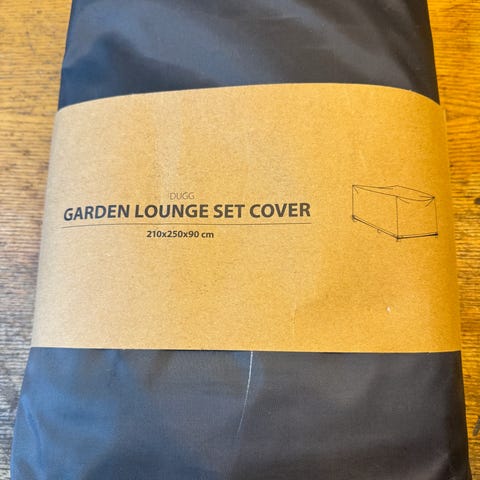 DUGG
GARDEN LOUNGE SET COVER
210x250x90 cm